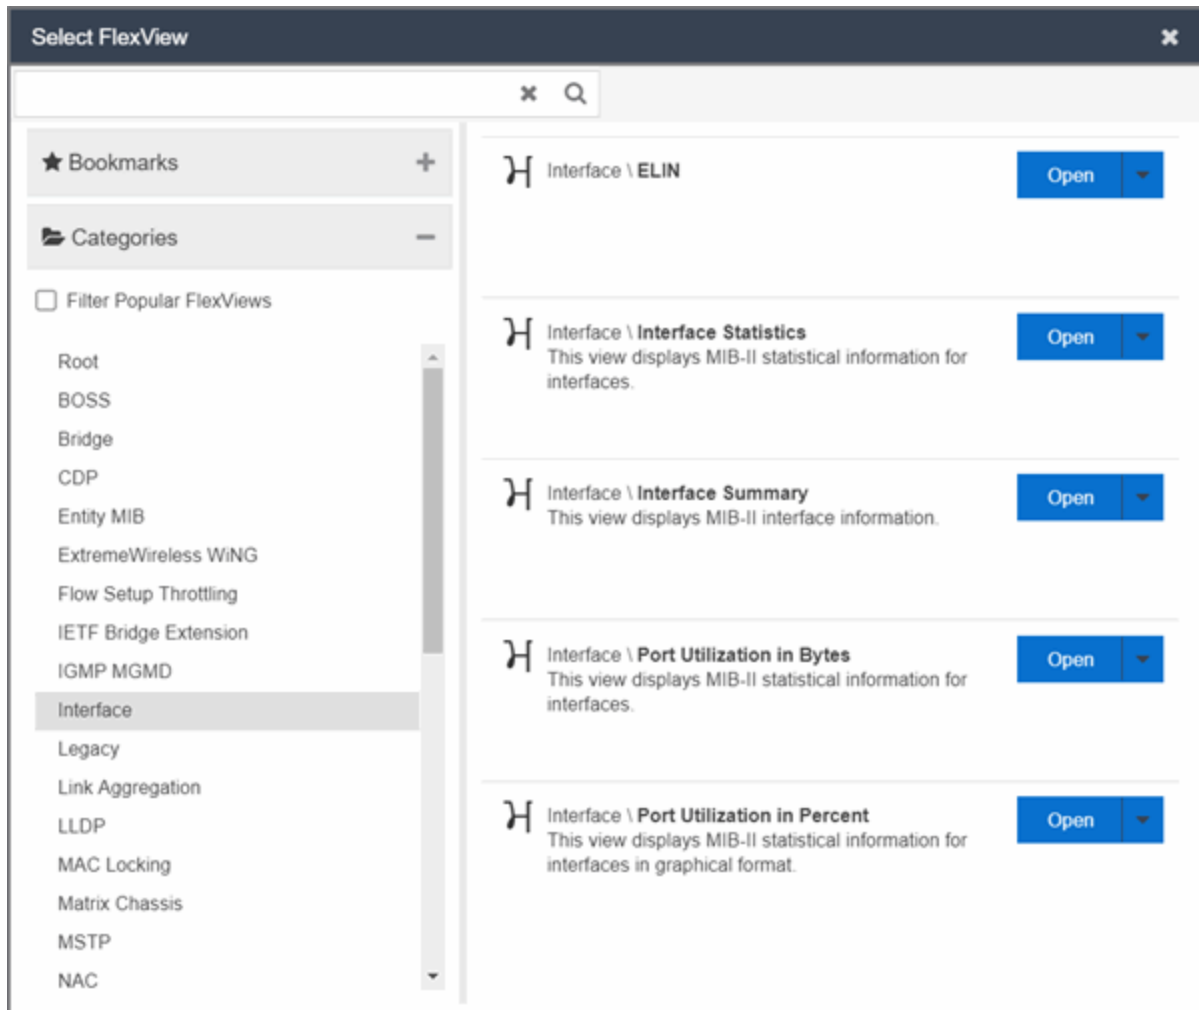 Select FlexView
Bookmarks
Categories
Filter Popular FlexViews
Root
BOSS
Bridge
CDP
Entity MIB
ExtremeWireless WiNG
Flow Setup Throttling
IETF Bridge Extension
IGMP MGMD
Interface
Legacy
Link Aggregation
LLDP
MAC Locking
Matrix Chassis
MSTP
NAC
Interface \ ELIN
Open
Interface \ Interface Statistics
This view displays MIB-II statistical information for
interfaces.
Open
Interface \ Interface Summary
This view displays MIB-II interface information.
Open
Interface \ Port Utilization in Bytes
This view displays MIB-II statistical information for
interfaces.
Open
Interface \ Port Utilization in Percent
This view displays MIB-II statistical information for
interfaces in graphical format.
Open